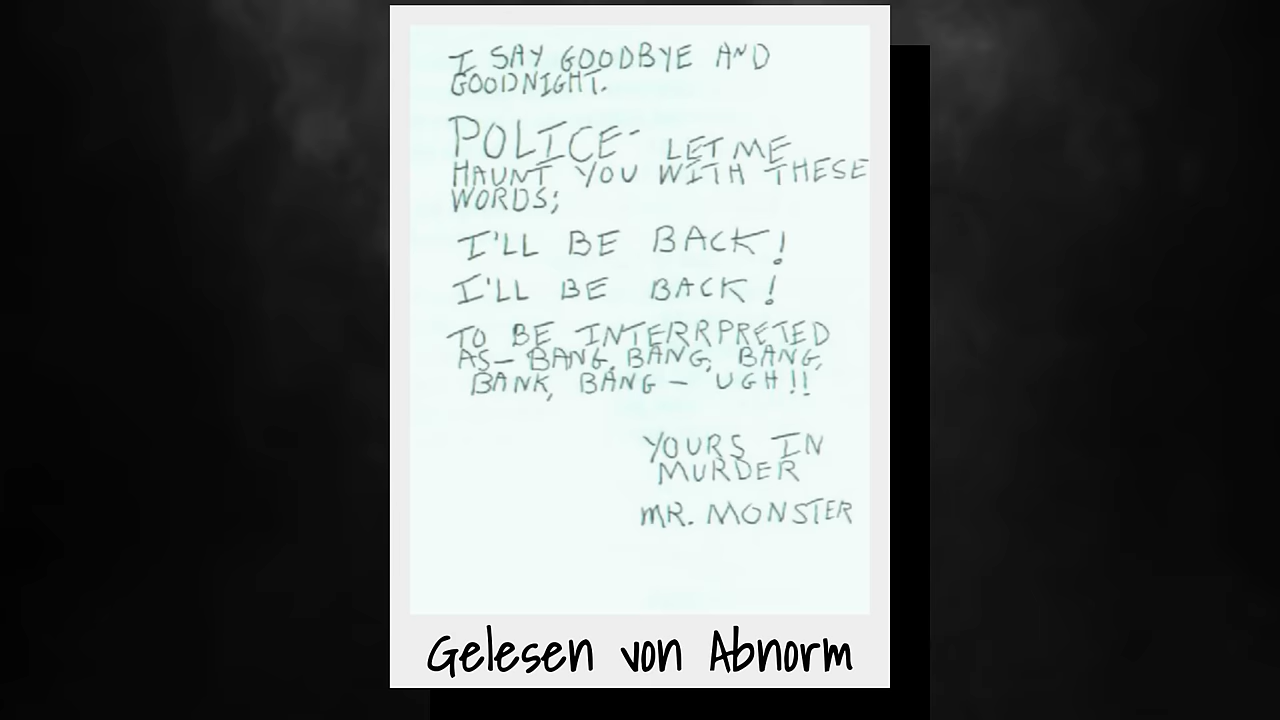 I SAY GOODBYE AND
GOODNIGHT.
POLICE- LET ME
HAUNT YOU WITH THESE
WORDS;
I'LL BE BACK!
I'LL BE BACK!
TO BE INTERRPRETED
AS- BANG, BANG, BANG,
BANK, BANG - UGH!!
YOURS IN
MURDER
MR. MONSTER
Gelesen von Abnorm